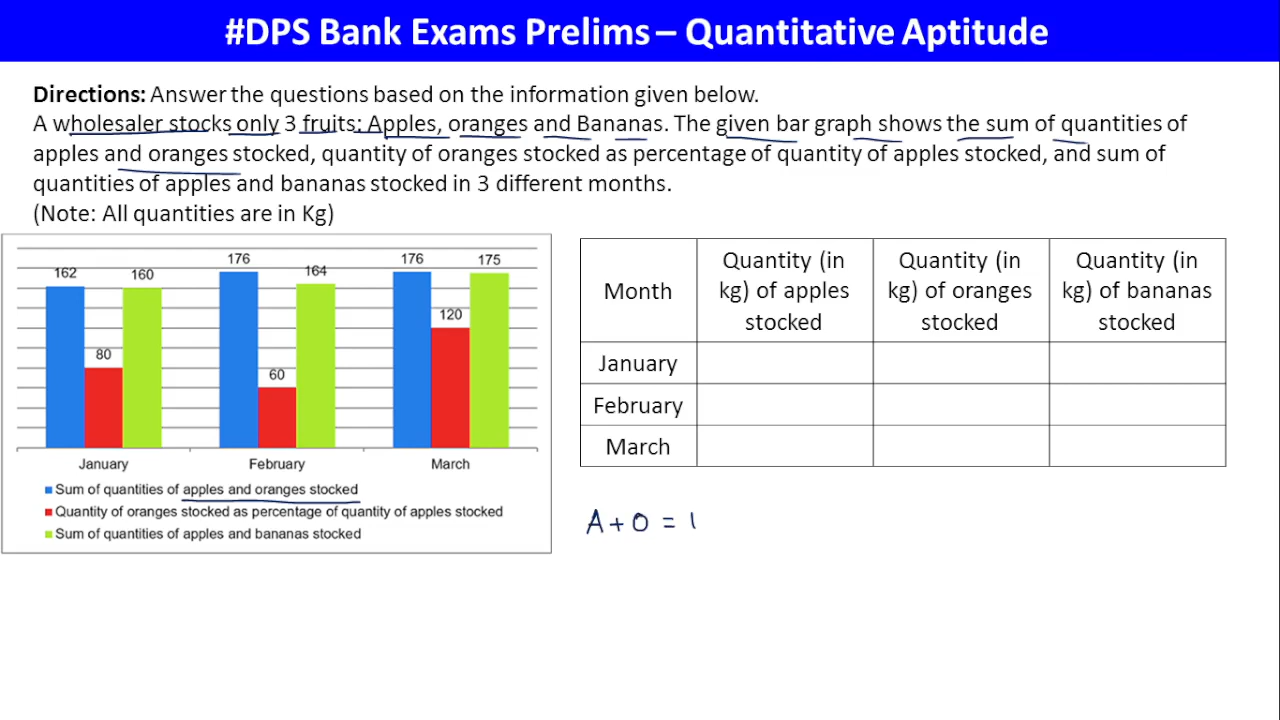 #DPS Bank Exams Prelims – Quantitative Aptitude
Directions: Answer the questions based on the information given below.
A wholesaler stocks only 3 fruits: Apples, oranges and Bananas. The given bar graph shows the sum of quantities of
apples and oranges stocked, quantity of oranges stocked as percentage of quantity of apples stocked, and sum of
quantities of apples and bananas stocked in 3 different months.
(Note: All quantities are in Kg)
162 80 160 176 60 164 176 120 175
January February March
Sum of quantities of apples and oranges stocked
Quantity of oranges stocked as percentage of quantity of apples stocked
Sum of quantities of apples and bananas stocked
Month
Quantity (in
kg) of apples
stocked
Quantity (in
kg) of oranges
stocked
Quantity (in
kg) of bananas
stocked
January
February
March
A + O = 1